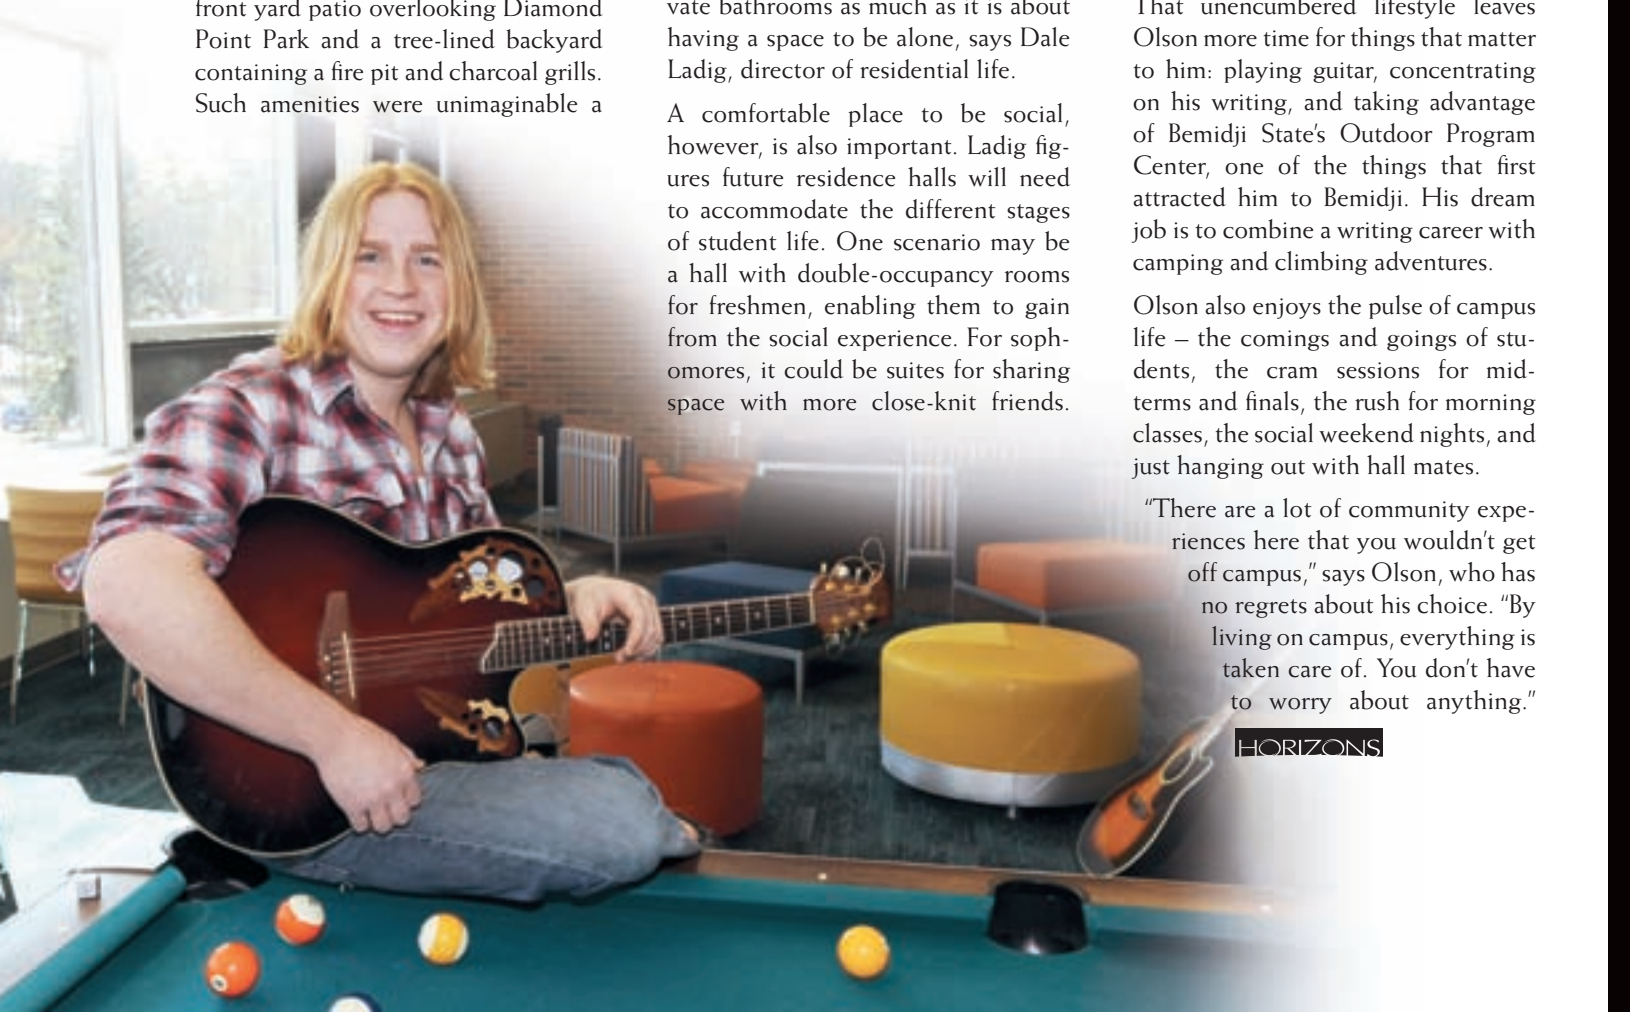 front yard patio overlooking Diamond
Point Park and a tree-lined backyard
containing a fire pit and charcoal grills.
Such amenities were unimaginable a
vate bathrooms as much as it is about
having a space to be alone, says Dale
Ladig, director of residential life.
A comfortable place to be social,
however, is also important. Ladig fig-
ures future residence halls will need
to accommodate the different stages
of student life. One scenario may be
a hall with double-occupancy rooms
for freshmen, enabling them to gain
from the social experience. For soph-
omores, it could be suites for sharing
space with more close-knit friends.
That unencumbered lifestyle leaves
Olson more time for things that matter
to him: playing guitar, concentrating
on his writing, and taking advantage
of Bemidji State's Outdoor Program
Center, one of the things that first
attracted him to Bemidji. His dream
job is to combine a writing career with
camping and climbing adventures.
Olson also enjoys the pulse of campus
life – the comings and goings of stu-
dents, the cram sessions for mid-
terms and finals, the rush for morning
classes, the social weekend nights, and
just hanging out with hall mates.
“There are a lot of community expe-
riences here that you wouldn't get
off campus,” says Olson, who has
no regrets about his choice. “By
living on campus, everything is
taken care of. You don't have
to worry about anything.”
HORIZONS